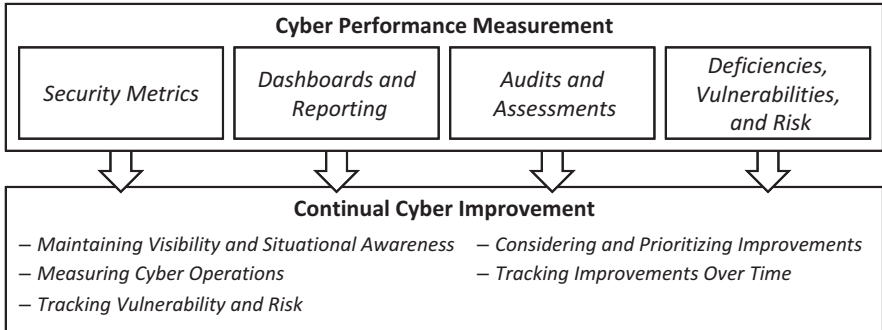 Cyber Performance Measurement
Security Metrics
Dashboards and
Reporting
Audits and
Assessments
Deficiencies,
Vulnerabilities,
and Risk
Continual Cyber Improvement
– Maintaining Visibility and Situational Awareness
– Measuring Cyber Operations
– Tracking Vulnerability and Risk
– Considering and Prioritizing Improvements
– Tracking Improvements Over Time